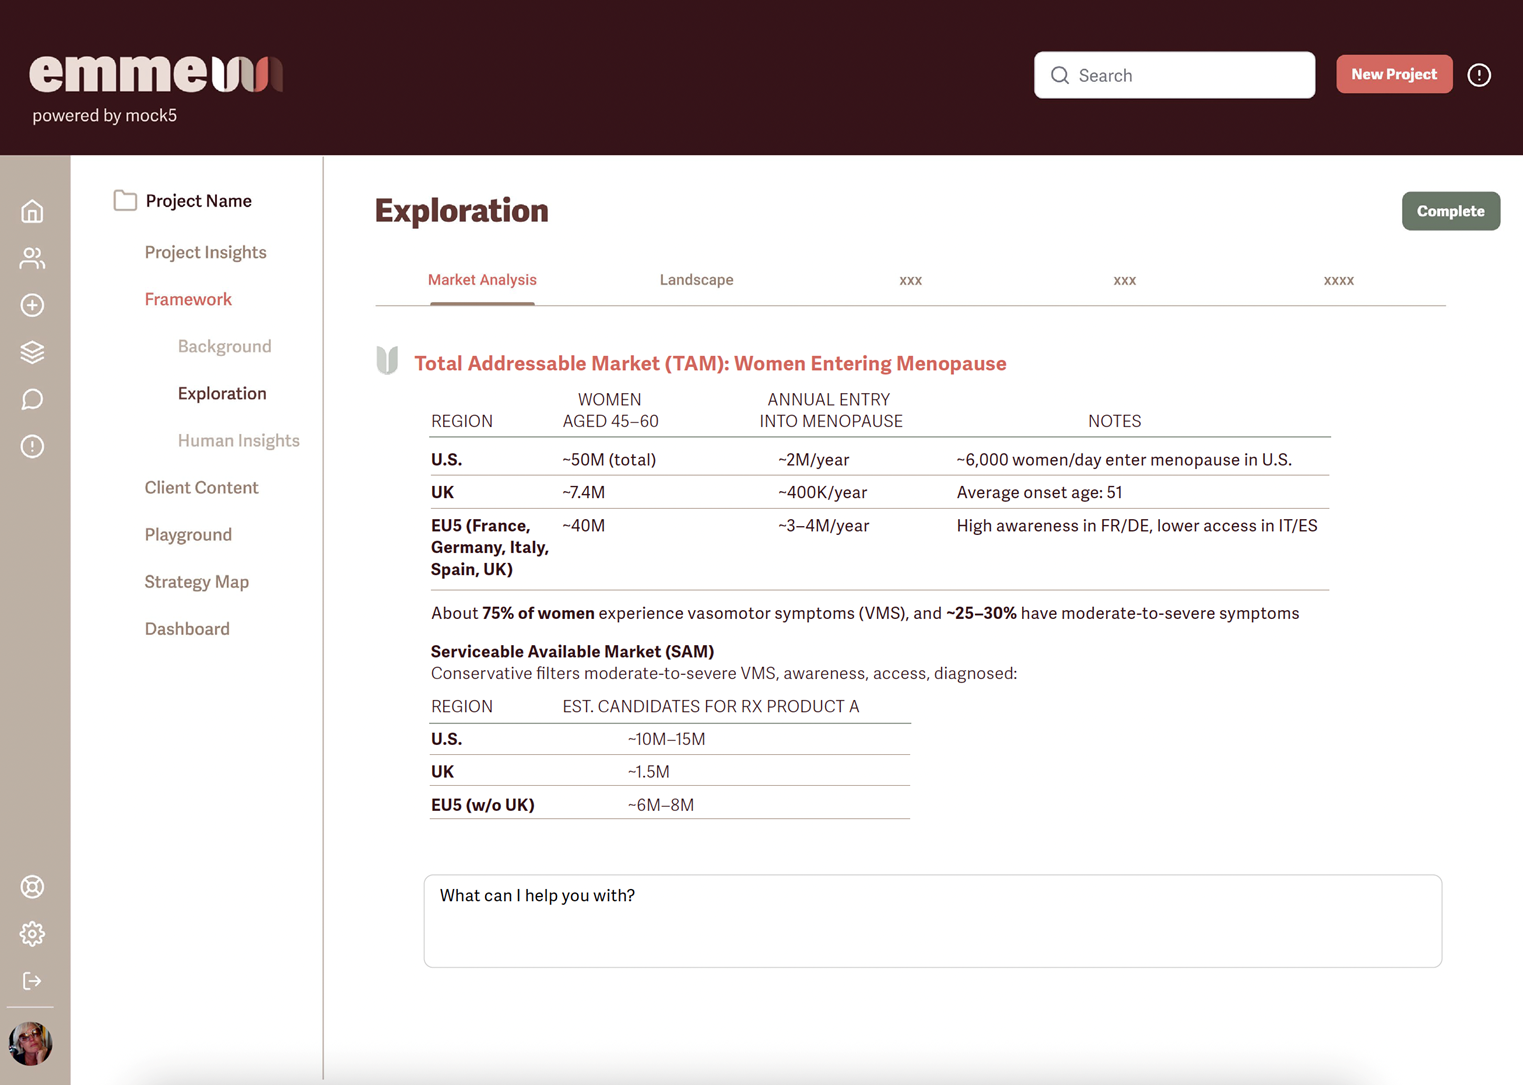 emme
powered by mock5
Search
New Project
Project Name
Project Insights
Framework
Background
Exploration
Human Insights
Client Content
Playground
Strategy Map
Dashboard
Exploration
Complete
Market Analysis Landscape xxx xxx xxxx
Total Addressable Market (TAM): Women Entering Menopause
REGION WOMEN AGED 45–60 ANNUAL ENTRY INTO MENOPAUSE NOTES
U.S. ~50M (total) ~2M/year ~6,000 women/day enter menopause in U.S.
UK ~7.4M ~400K/year Average onset age: 51
EU5 (France, ~40M ~3–4M/year High awareness in FR/DE, lower access in IT/ES
Germany, Italy,
Spain, UK)
About 75% of women experience vasomotor symptoms (VMS), and ~25–30% have moderate-to-severe symptoms
Serviceable Available Market (SAM)
Conservative filters moderate-to-severe VMS, awareness, access, diagnosed:
REGION EST. CANDIDATES FOR RX PRODUCT A
U.S. ~10M–15M
UK ~1.5M
EU5 (w/o UK) ~6M–8M
What can I help you with?